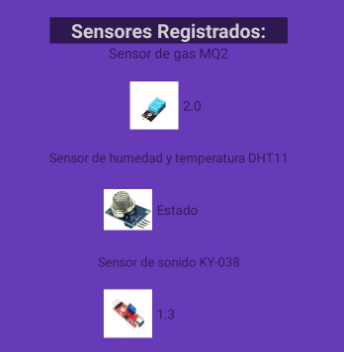 Sensores Registrados:
Sensor de gas MQ2
2.0
Sensor de humedad y temperatura DHT11
Estado
Sensor de sonido KY-038
1.3